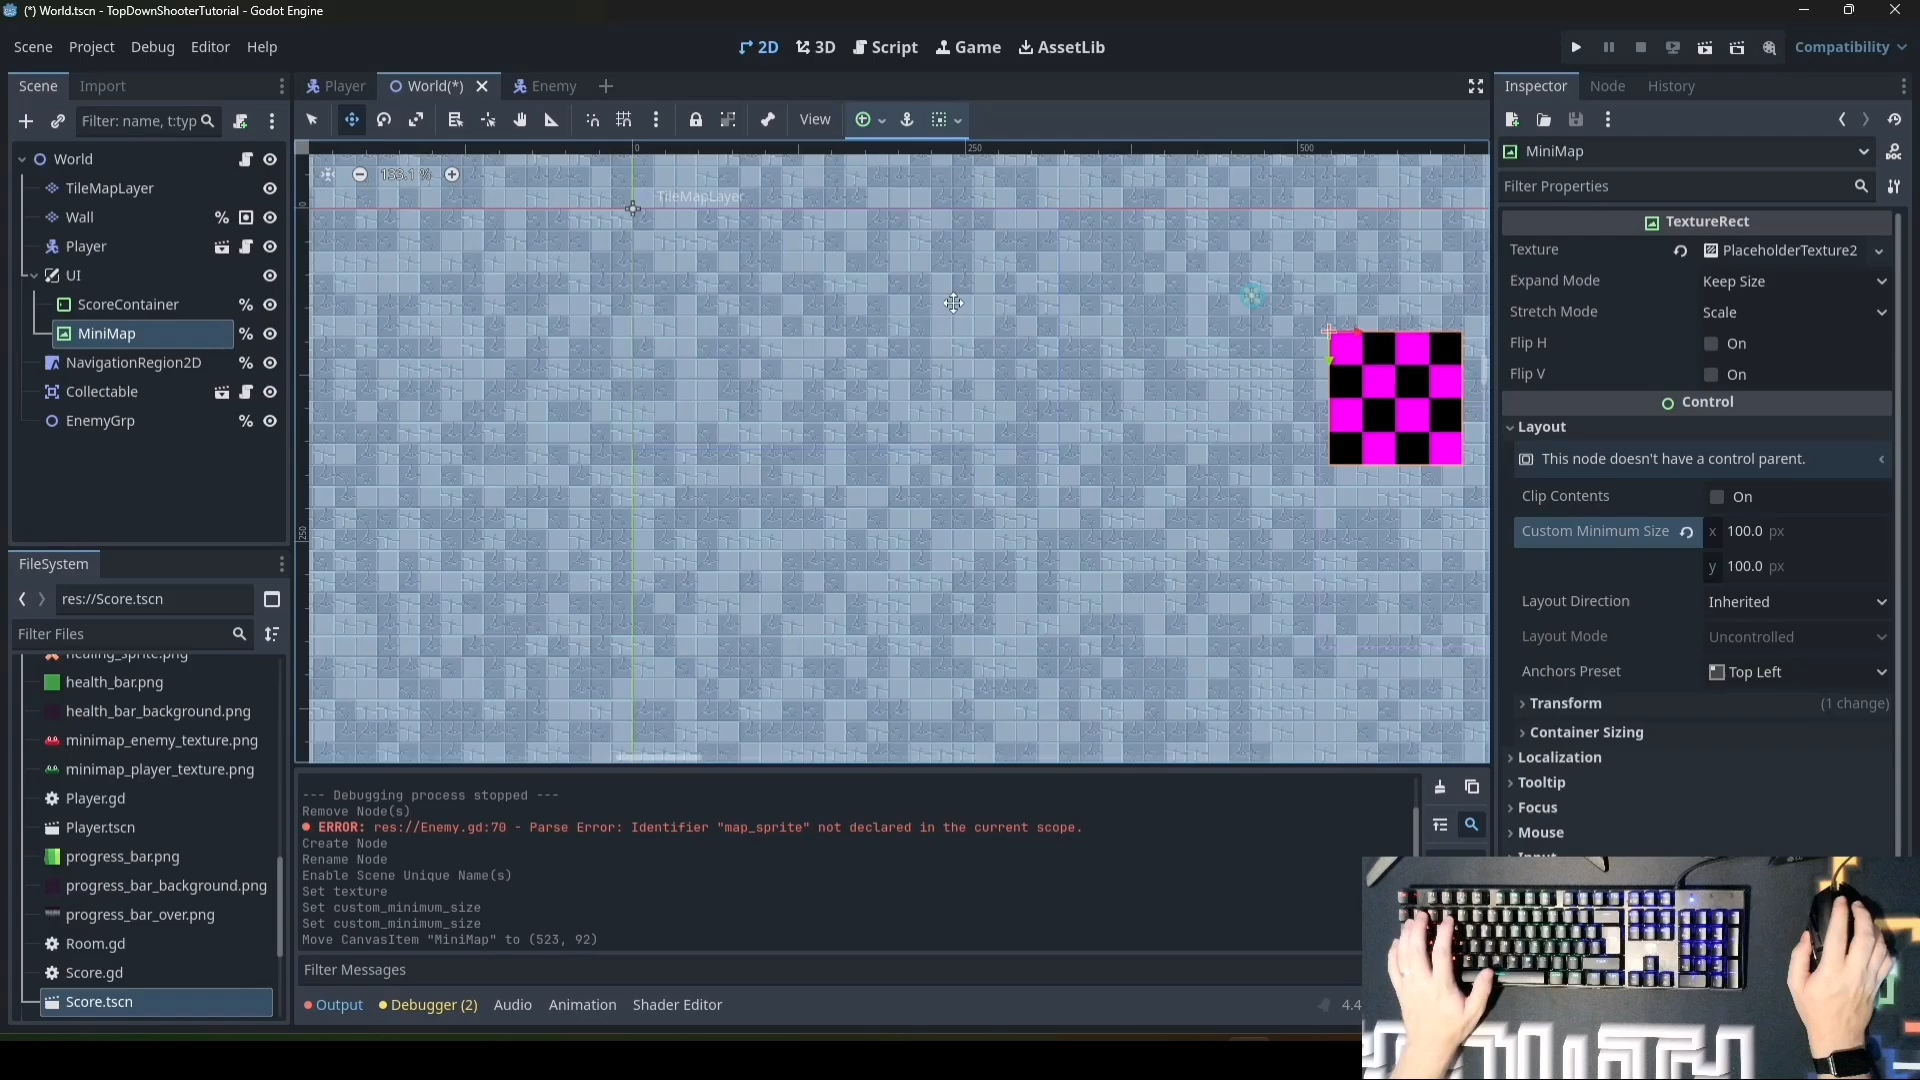 (*) World.tscn - TopDownShooterTutorial - Godot Engine
Scene Project Debug Editor Help
2D 3D Script Game AssetLib
Compatibility
Scene Import
Player World(*) Enemy
Inspector Node History
Filter: name, t:typ
View
World
TileMapLayer
Wall
Player
UI
ScoreContainer
MiniMap
NavigationRegion2D
Collectable
EnemyGrp
0 250 500
133.1 %
TileMapLayer
0
250
FileSystem
res://Score.tscn
Filter Files
healing_sprite.png
health_bar.png
health_bar_background.png
minimap_enemy_texture.png
minimap_player_texture.png
Player.gd
Player.tscn
progress_bar.png
progress_bar_background.png
progress_bar_over.png
Room.gd
Score.gd
Score.tscn
--- Debugging process stopped ---
Remove Node(s)
ERROR: res://Enemy.gd:70 - Parse Error: Identifier "map_sprite" not declared in the current scope.
Create Node
Rename Node
Enable Scene Unique Name(s)
Set texture
Set custom_minimum_size
Set custom_minimum_size
Move CanvasItem "MiniMap" to (523, 92)
Filter Messages
Output Debugger (2) Audio Animation Shader Editor
4.4
MiniMap
Filter Properties
TextureRect
Texture PlaceholderTexture2
Expand Mode Keep Size
Stretch Mode Scale
Flip H On
Flip V On
Control
Layout
This node doesn't have a control parent.
Clip Contents On
Custom Minimum Size x 100.0 px
y 100.0 px
Layout Direction Inherited
Layout Mode Uncontrolled
Anchors Preset Top Left
Transform (1 change)
Container Sizing
Localization
Tooltip
Focus
Mouse